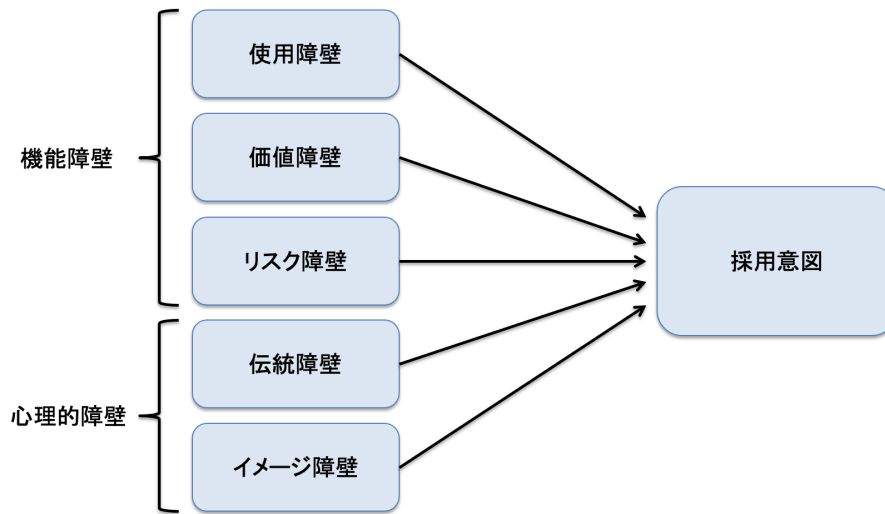 機能障壁
使用障壁
価値障壁
リスク障壁
心理的障壁
伝統障壁
イメージ障壁
採用意図